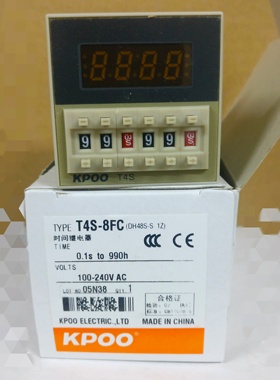 8888
KPOO T4S
9 9 9 9
KPOO
TYPE T4S-8FC (DH48S-S 1Z)
时间继电器
TIME
0.1s to 990h
VOLTS
100-240V AC
LOT NO 05N38 QTY. 1
KPOO ELECTRIC.,LTD
合格证
MADE IN CHINA
KPOO